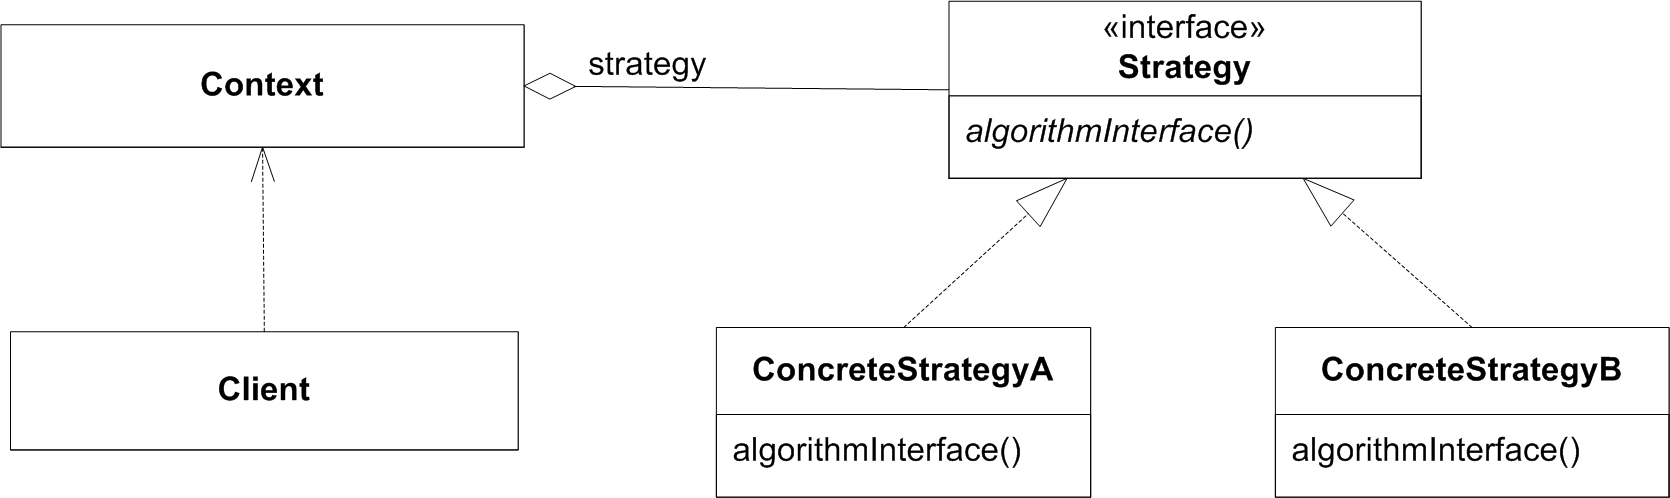 Context
strategy
«interface»
Strategy
algorithmInterface()
Client
ConcreteStrategyA
algorithmInterface()
ConcreteStrategyB
algorithmInterface()